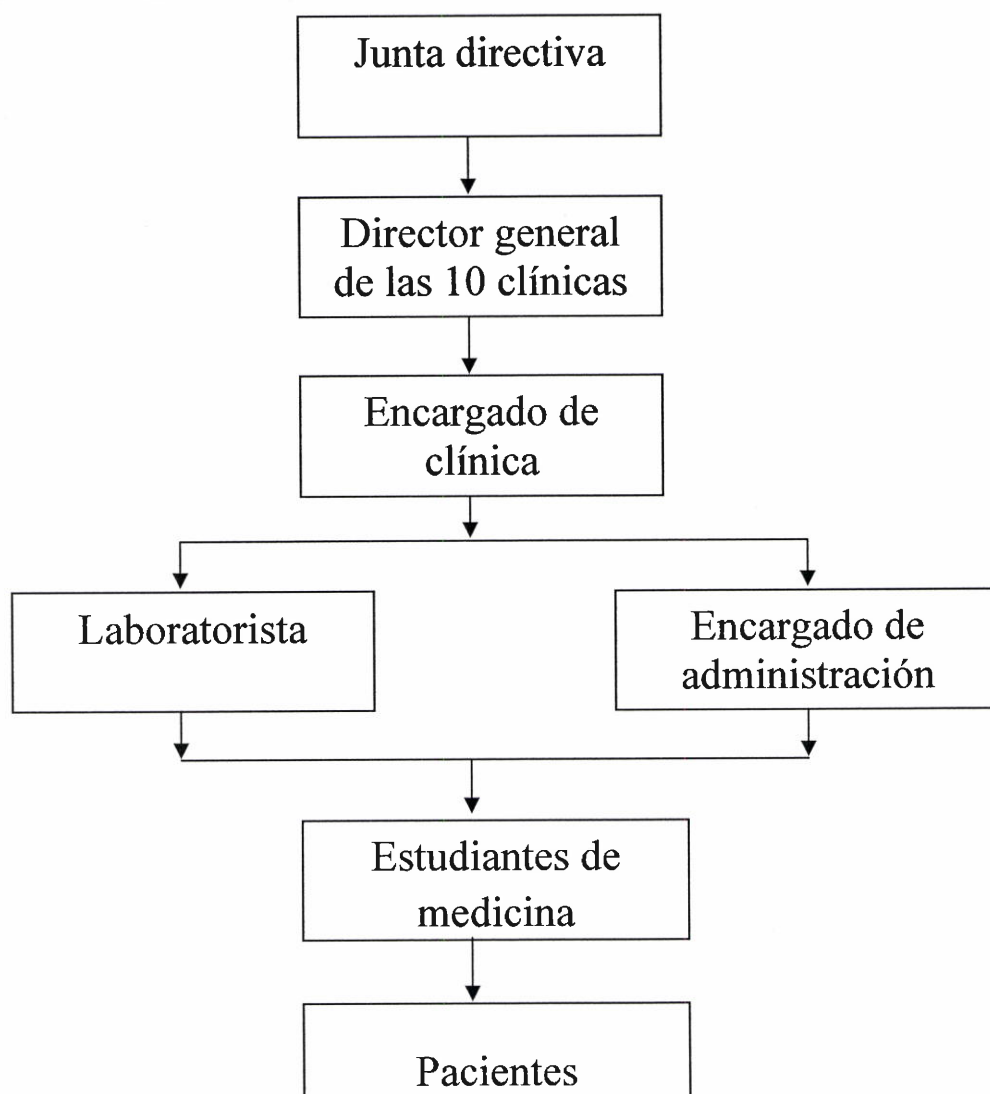 Junta directiva
Director general
de las 10 clínicas
Encargado de
clínica
Laboratorista
Encargado de
administración
Estudiantes de
medicina
Pacientes